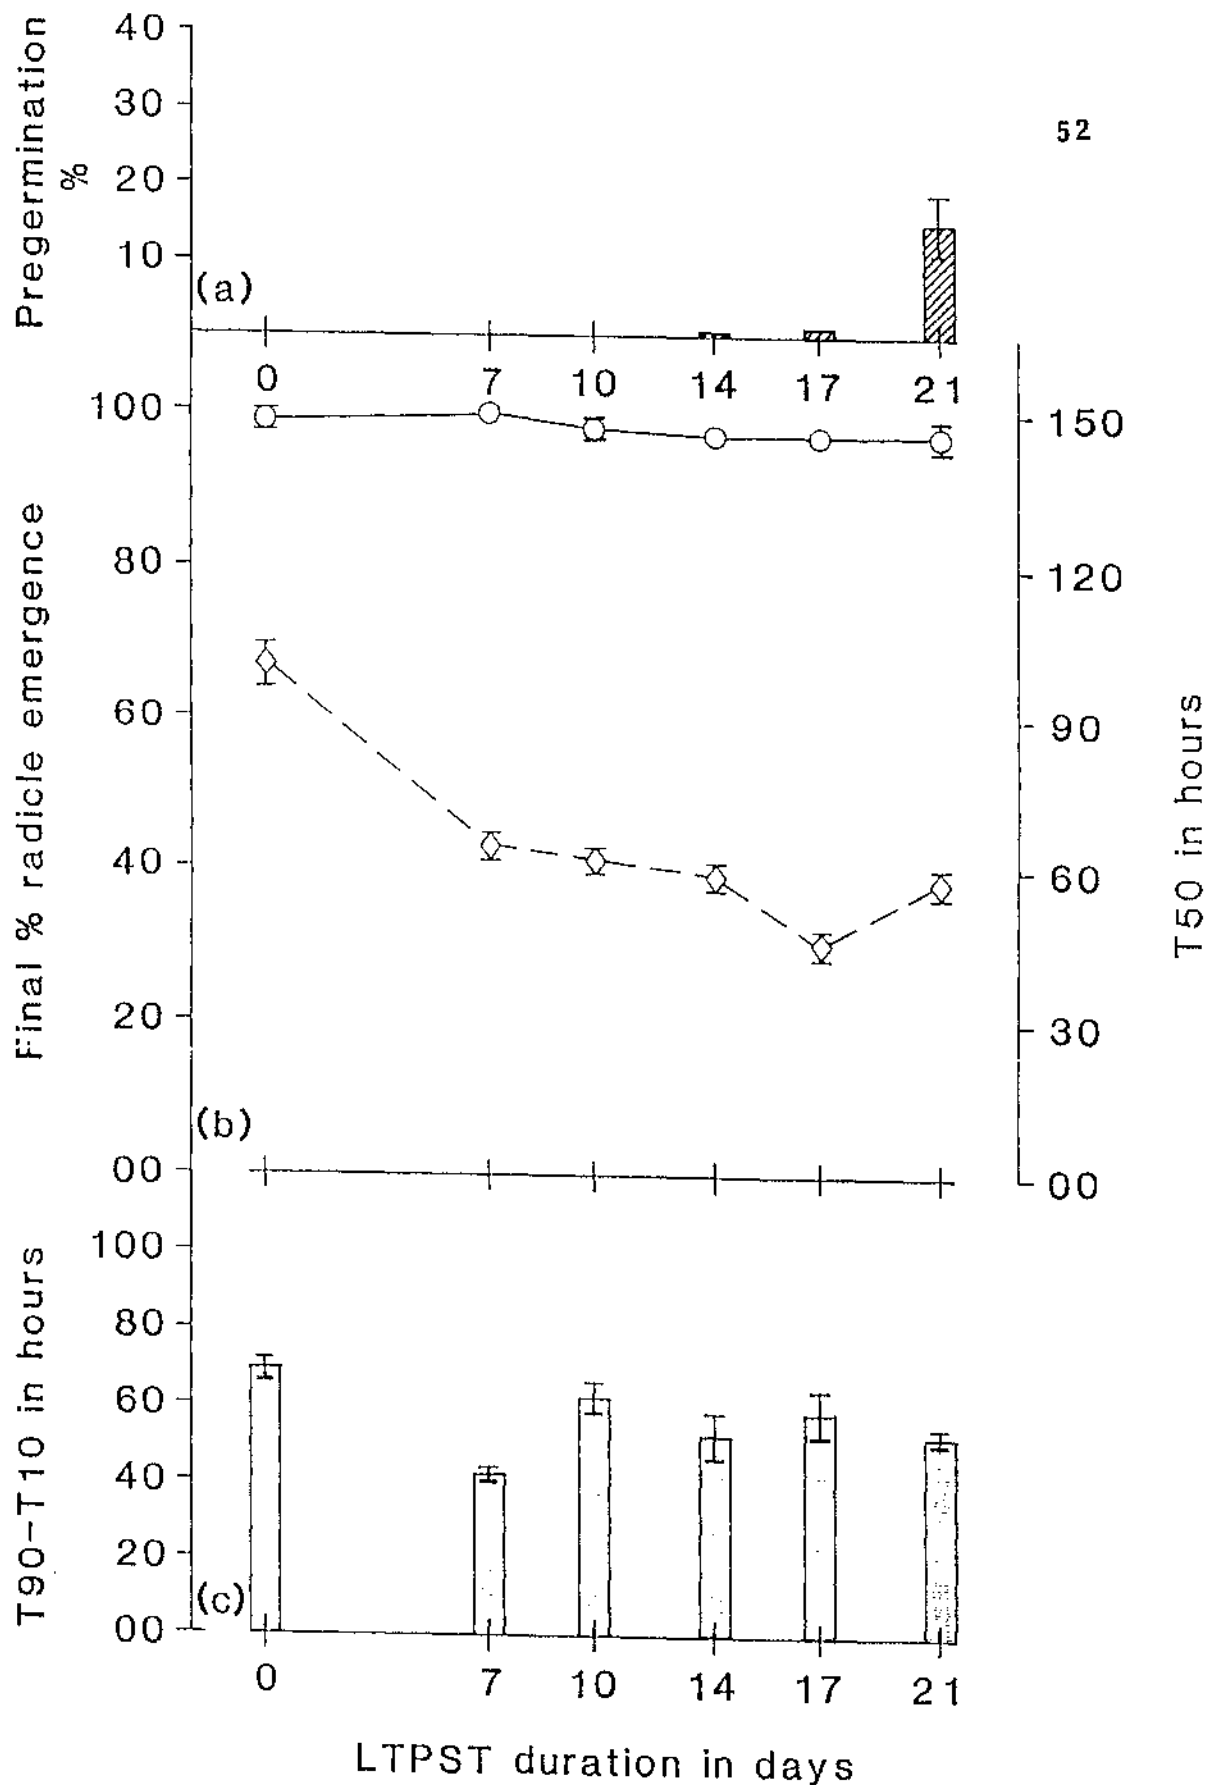 Pregermination
%
40
30
20
10
(a)
52
0 7 10 14 17 21
Final % radicle emergence
100
80
60
40
20
00
(b)
150
120
90
60
30
00
T50 in hours
T90-T10 in hours
100
80
60
40
20
00
(c)
0 7 10 14 17 21
LTPST duration in days